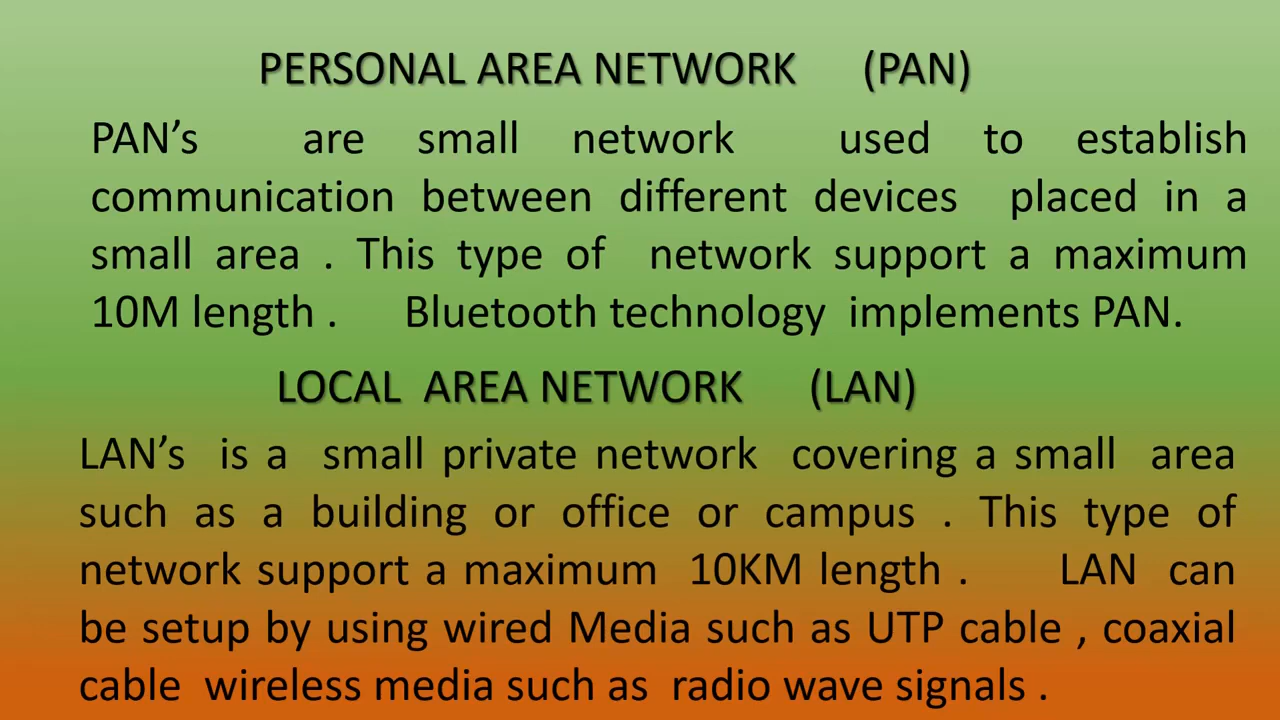 PERSONAL AREA NETWORK (PAN)
PAN’s are small network used to establish
communication between different devices placed in a
small area . This type of network support a maximum
10M length . Bluetooth technology implements PAN.
LOCAL AREA NETWORK (LAN)
LAN’s is a small private network covering a small area
such as a building or office or campus . This type of
network support a maximum 10KM length . LAN can
be setup by using wired Media such as UTP cable , coaxial
cable wireless media such as radio wave signals .